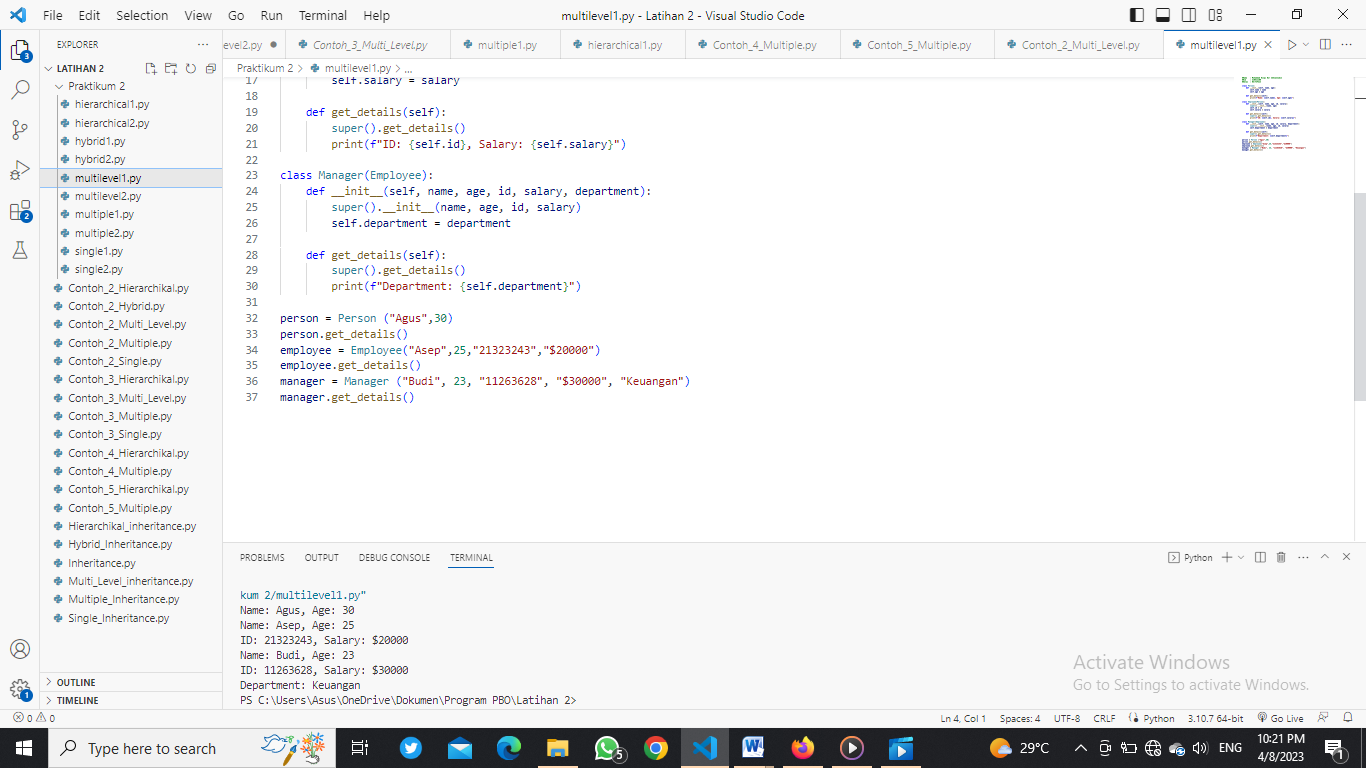 File Edit Selection View Go Run Terminal Help
multilevel1.py - Latihan 2 - Visual Studio Code
EXPLORER
evel2.py Contoh_3_Multi_Level.py multiple1.py hierarchical1.py Contoh_4_Multiple.py Contoh_5_Multiple.py Contoh_2_Multi_Level.py multilevel1.py
Praktikum 2 > multilevel1.py > ...
3
LATIHAN 2
Praktikum 2
hierarchical1.py
hierarchical2.py
hybrid1.py
hybrid2.py
multilevel1.py
multilevel2.py
multiple1.py
multiple2.py
single1.py
single2.py
Contoh_2_Hierarchikal.py
Contoh_2_Hybrid.py
Contoh_2_Multi_Level.py
Contoh_2_Multiple.py
Contoh_2_Single.py
Contoh_3_Hierarchikal.py
Contoh_3_Multi_Level.py
Contoh_3_Multiple.py
Contoh_3_Single.py
Contoh_4_Hierarchikal.py
Contoh_4_Multiple.py
Contoh_5_Hierarchikal.py
Contoh_5_Multiple.py
Hierarchikal_inheritance.py
Hybrid_Inheritance.py
Inheritance.py
Multi_Level_inheritance.py
Multiple_Inheritance.py
Single_Inheritance.py
OUTLINE
TIMELINE
2
1
17 self.salary = salary
18
19 def get_details(self):
20 super().get_details()
21 print(f"ID: {self.id}, Salary: {self.salary}")
22
23 class Manager(Employee):
24 def __init__(self, name, age, id, salary, department):
25 super().__init__(name, age, id, salary)
26 self.department = department
27
28 def get_details(self):
29 super().get_details()
30 print(f"Department: {self.department}")
31
32 person = Person ("Agus",30)
33 person.get_details()
34 employee = Employee("Asep",25,"21323243","$20000")
35 employee.get_details()
36 manager = Manager ("Budi", 23, "11263628", "$30000", "Keuangan")
37 manager.get_details()
PROBLEMS OUTPUT DEBUG CONSOLE TERMINAL
Python
kum 2/multilevel1.py"
Name: Agus, Age: 30
Name: Asep, Age: 25
ID: 21323243, Salary: $20000
Name: Budi, Age: 23
ID: 11263628, Salary: $30000
Department: Keuangan
PS C:\Users\Asus\OneDrive\Dokumen\Program PBO\Latihan 2>
Activate Windows
Go to Settings to activate Windows.
0 0
Ln 4, Col 1 Spaces: 4 UTF-8 CRLF Python 3.10.7 64-bit Go Live
Type here to search
5
29°C
ENG
10:21 PM
4/8/2023
1